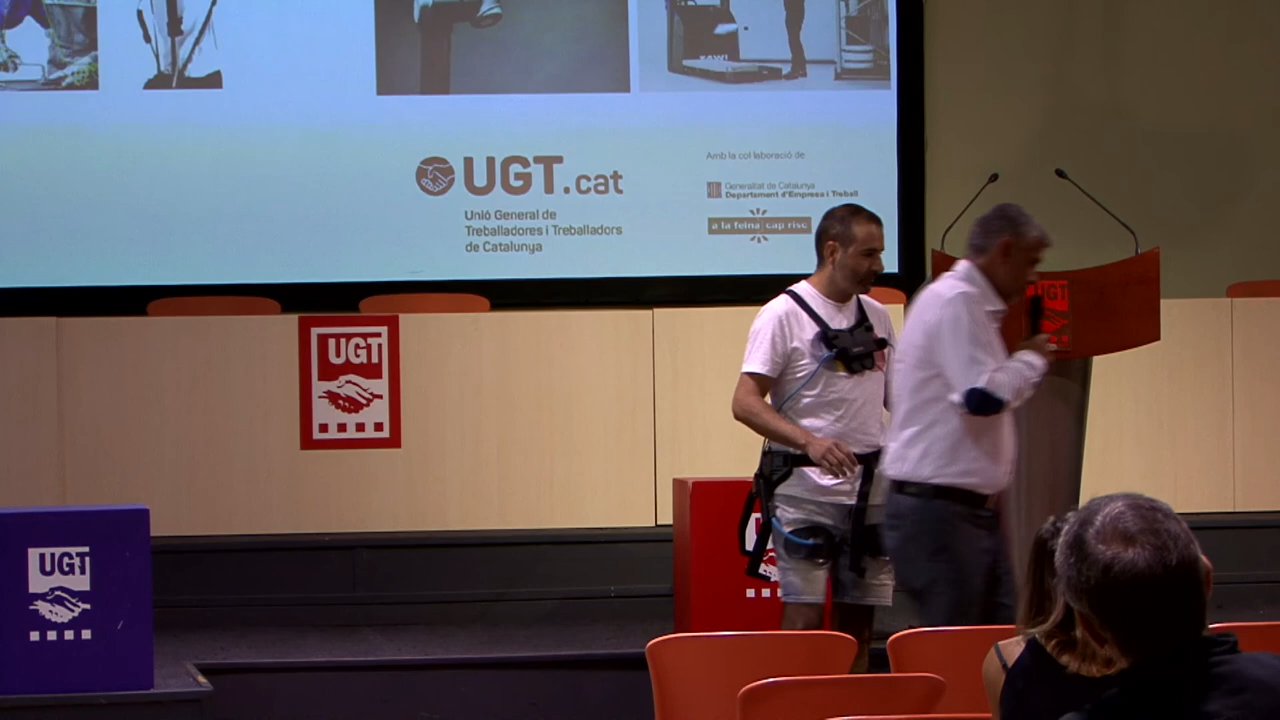 UGT.cat
Unió General de
Treballadores i Treballadors
de Catalunya
Amb la col·laboració de
Generalitat de Catalunya
Departament d'Empresa i Treball
a la feina cap risc
UGT
UGT
UGT